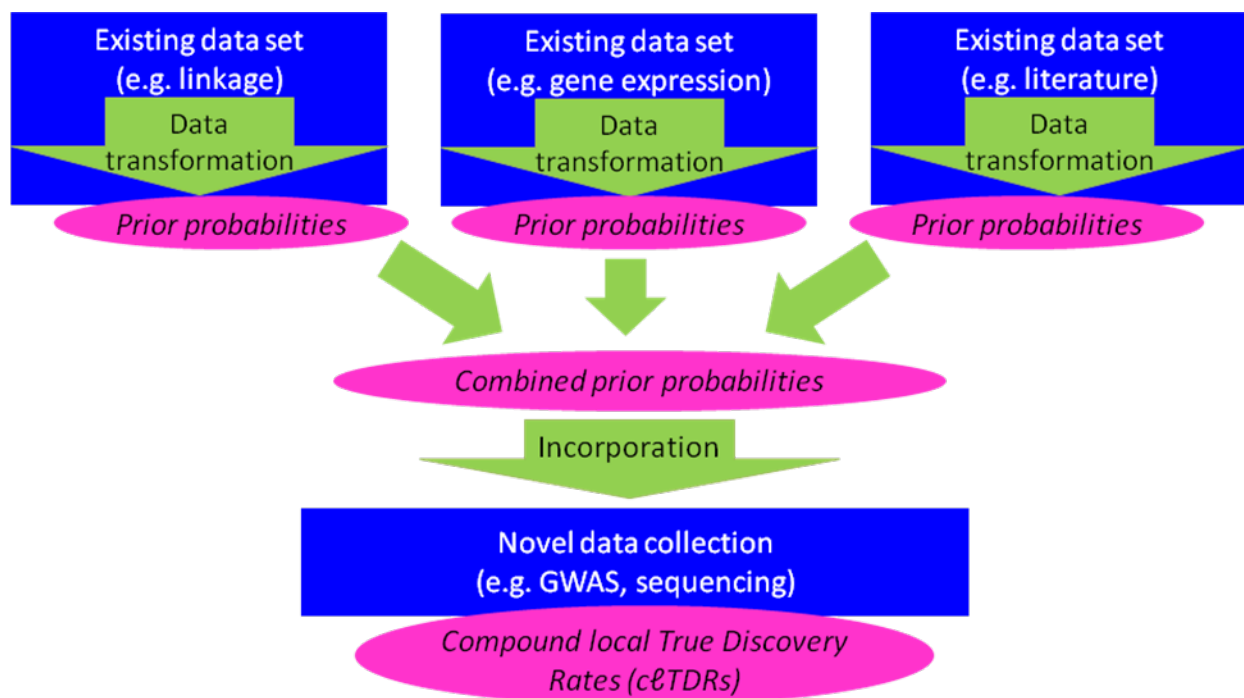 Existing data set
(e.g. linkage)
Data
transformation
Prior probabilities
Existing data set
(e.g. gene expression)
Data
transformation
Prior probabilities
Existing data set
(e.g. literature)
Data
transformation
Prior probabilities
Combined prior probabilities
Incorporation
Novel data collection
(e.g. GWAS, sequencing)
Compound local True Discovery
Rates (cℓTDRs)